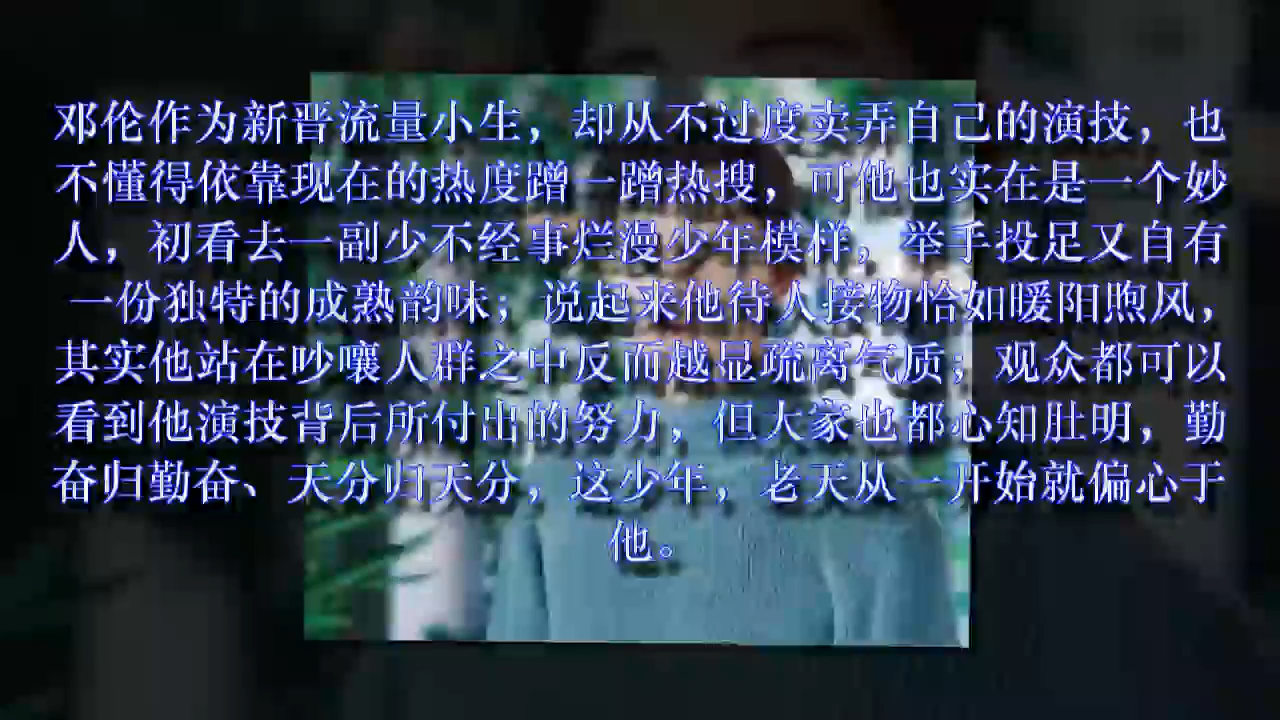 邓伦作为新晋流量小生，却从不过度卖弄自己的演技，也
不懂得依靠现在的热度蹭一蹭热搜，可他也实在是一个妙
人，初看去一副少不经事烂漫少年模样，举手投足又自有
一份独特的成熟韵味；说起来他待人接物恰如暖阳煦风，
其实他站在吵嚷人群之中反而越显疏离气质；观众都可以
看到他演技背后所付出的努力，但大家也都心知肚明，勤
奋归勤奋、天分归天分，这少年，老天从一开始就偏心于
他。